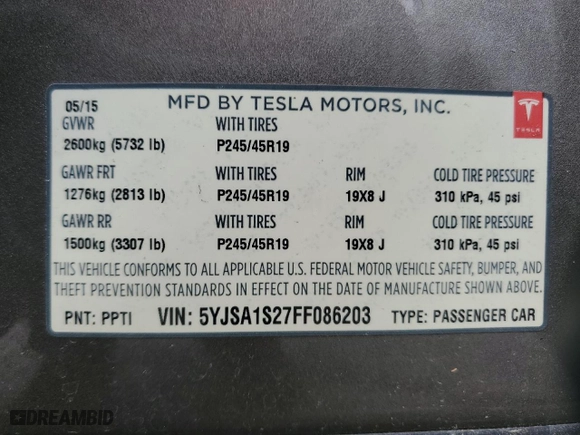 05/15 MFD BY TESLA MOTORS, INC.
TESLA
GVWR WITH TIRES
2600kg (5732 lb) P245/45R19
GAWR FRT WITH TIRES RIM COLD TIRE PRESSURE
1276kg (2813 lb) P245/45R19 19X8 J 310 kPa, 45 psi
GAWR RR WITH TIRES RIM COLD TIRE PRESSURE
1500kg (3307 lb) P245/45R19 19X8 J 310 kPa, 45 psi
THIS VEHICLE CONFORMS TO ALL APPLICABLE U.S. FEDERAL MOTOR VEHICLE SAFETY, BUMPER, AND
THEFT PREVENTION STANDARDS IN EFFECT ON THE DATE OF MANUFACTURE SHOWN ABOVE.
PNT: PPTI VIN: 5YJSA1S27FF086203 TYPE: PASSENGER CAR
DREAMBID